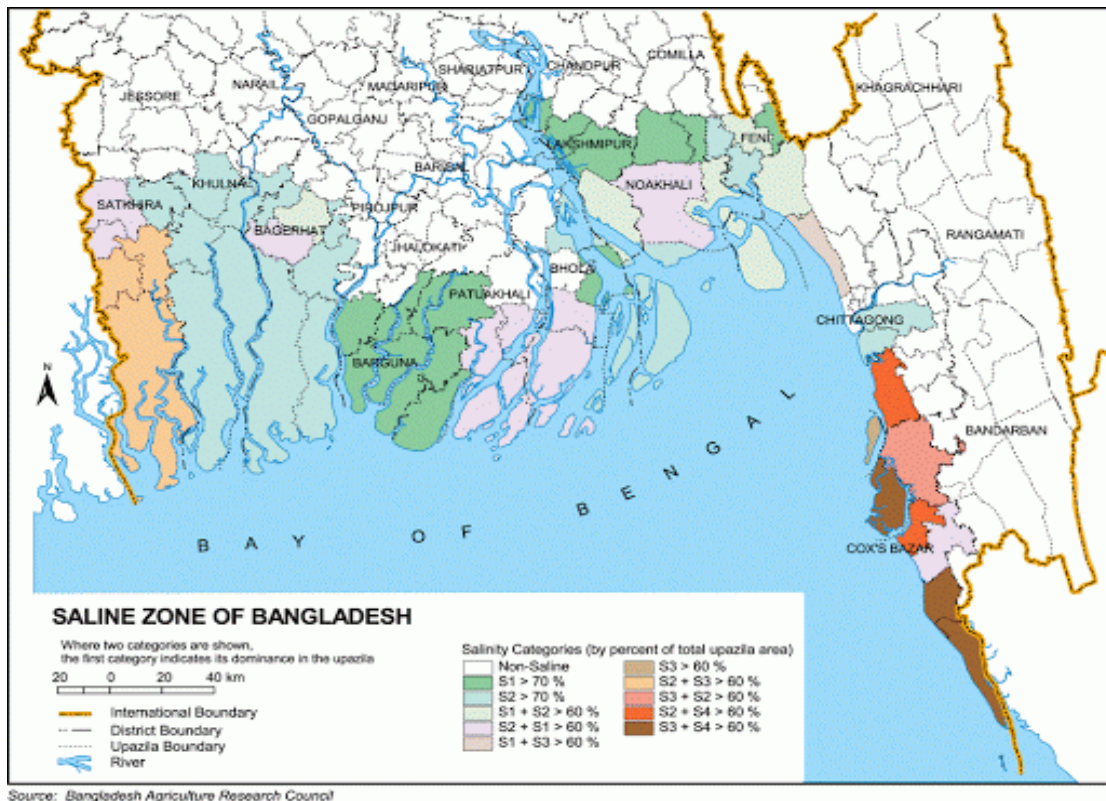 COMILLA
CHANDPUR
SHARIATPUR
KHAGRACHHARI
NARAIL
MADARIPUR
JESSORE
GOPALGANJ
FENI
LAKSHMIPUR
BARISAL
KHULNA
NOAKHALI
SATKHIRA
PIROJPUR
BAGERHAT
RANGAMATI
JHALOKATI
BHOLA
PATUAKHALI
CHITTAGONG
BARGUNA
N
BANDARBAN
BAY OF BENGAL
COX'S BAZAR
SALINE ZONE OF BANGLADESH
Where two categories are shown,
the first category indicates its dominance in the upazila
20 0 20 40 km
International Boundary
District Boundary
Upazila Boundary
River
Salinity Categories (by percent of total upazila area)
Non-Saline
S1 > 70 %
S2 > 70 %
S1 + S2 > 60 %
S2 + S1 > 60 %
S1 + S3 > 60 %
S3 > 60 %
S2 + S3 > 60 %
S3 + S2 > 60 %
S2 + S4 > 60 %
S3 + S4 > 60 %
Source: Bangladesh Agriculture Research Council